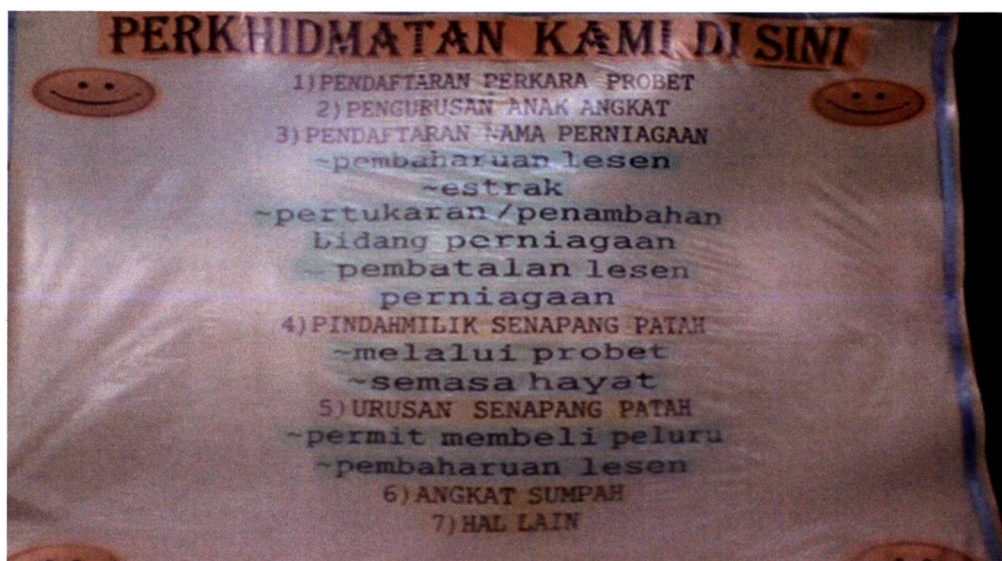 PERKHIDMATAN KAMI DI SINI
1)PENDAFTARAN PERKARA PROBET
2)PENGURUSAN ANAK ANGKAT
3)PENDAFTARAN NAMA PERNIAGAAN
~pembaharuan lesen
~estrak
~pertukaran/penambahan
bidang perniagaan
~ pembatalan lesen
perniagaan
4)PINDAHMILIK SENAPANG PATAH
~melalui probet
~semasa hayat
5)URUSAN SENAPANG PATAH
~permit membeli peluru
~pembaharuan lesen
6)ANGKAT SUMPAH
7)HAL LAIN